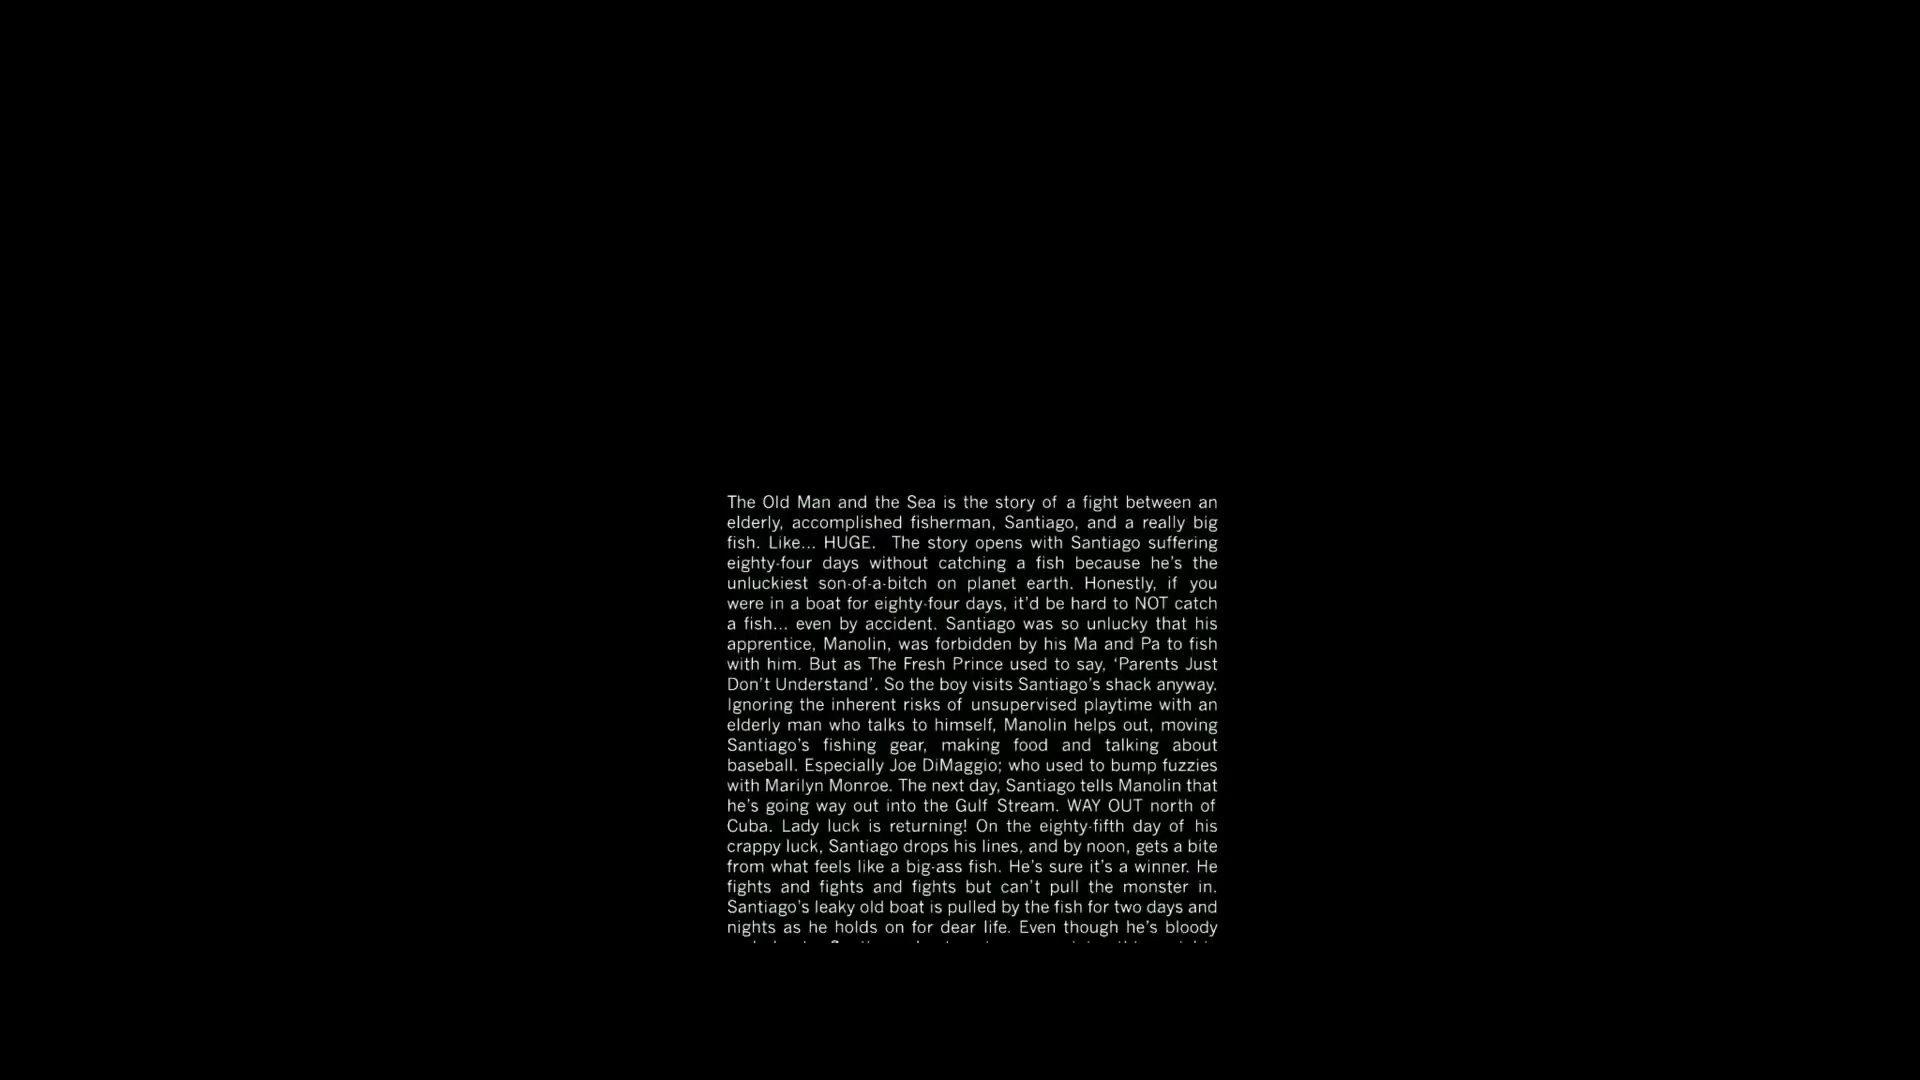 The Old Man and the Sea is the story of a fight between an
elderly, accomplished fisherman, Santiago, and a really big
fish. Like... HUGE.  The story opens with Santiago suffering
eighty-four days without catching a fish because he's the
unluckiest son-of-a-bitch on planet earth. Honestly, if you
were in a boat for eighty-four days, it'd be hard to NOT catch
a fish... even by accident. Santiago was so unlucky that his
apprentice, Manolin, was forbidden by his Ma and Pa to fish
with him. But as The Fresh Prince used to say, ‘Parents Just
Don't Understand’. So the boy visits Santiago's shack anyway.
Ignoring the inherent risks of unsupervised playtime with an
elderly man who talks to himself, Manolin helps out, moving
Santiago's fishing gear, making food and talking about
baseball. Especially Joe DiMaggio; who used to bump fuzzies
with Marilyn Monroe. The next day, Santiago tells Manolin that
he's going way out into the Gulf Stream. WAY OUT north of
Cuba. Lady luck is returning! On the eighty-fifth day of his
crappy luck, Santiago drops his lines, and by noon, gets a bite
from what feels like a big-ass fish. He's sure it's a winner. He
fights and fights and fights but can't pull the monster in.
Santiago's leaky old boat is pulled by the fish for two days and
nights as he holds on for dear life. Even though he's bloody